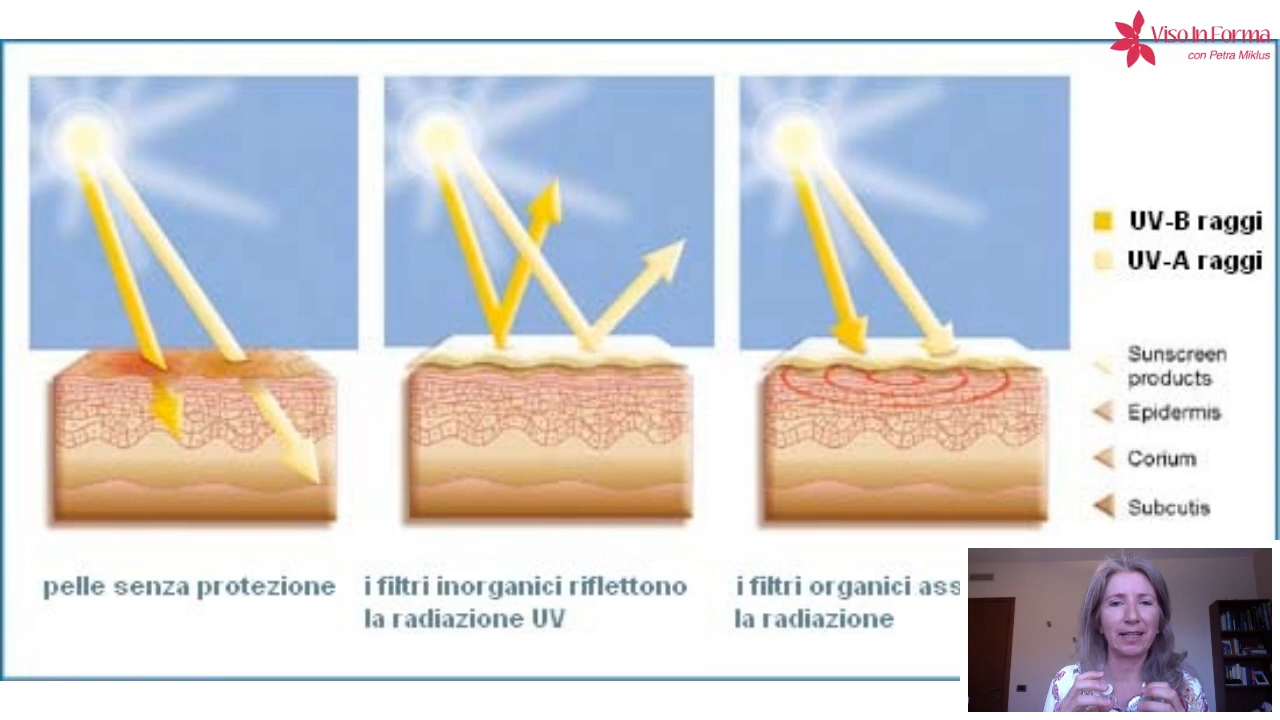 Viso In Forma
con Petra Miklus
UV-B raggi
UV-A raggi
Sunscreen
products
Epidermis
Corium
Subcutis
pelle senza protezione
i filtri inorganici riflettono
la radiazione UV
i filtri organici ass
la radiazione